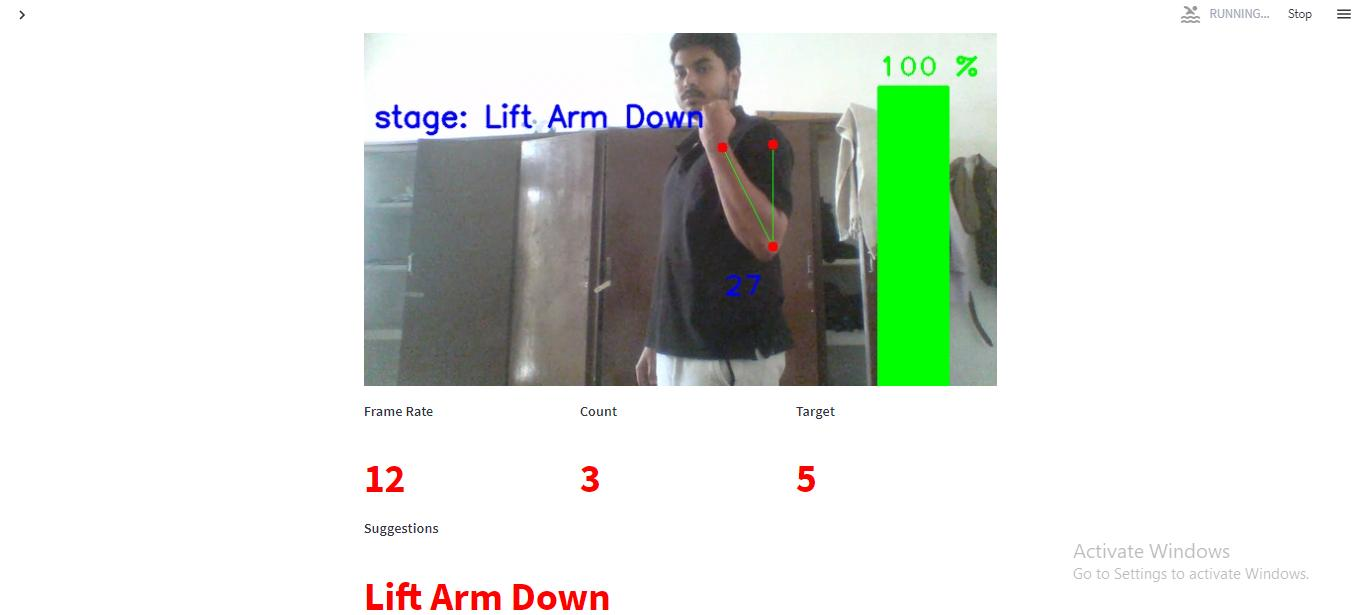 RUNNING...
Stop
100 %
stage: Lift Arm Down
27
Frame Rate
Count
Target
12
3
5
Suggestions
Lift Arm Down
Activate Windows
Go to Settings to activate Windows.